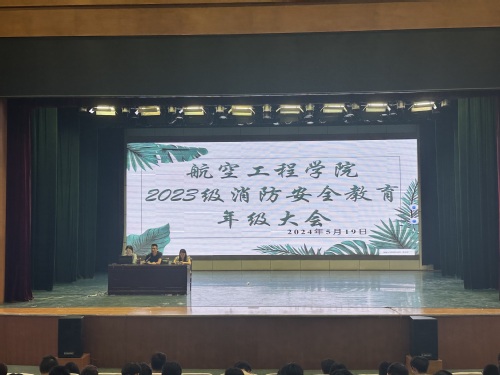 航空工程学院
2023级消防安全教育
年级大会
2024年5月19日